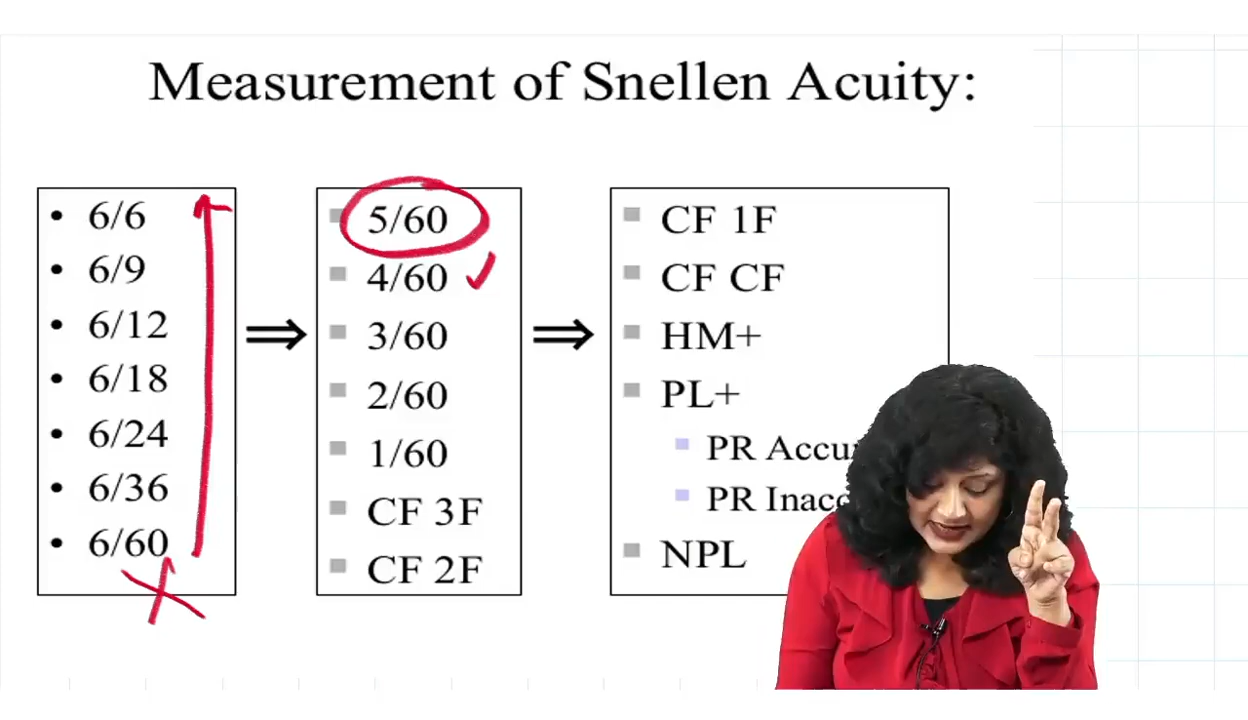 Measurement of Snellen Acuity:
6/6
6/9
6/12
6/18
6/24
6/36
6/60
5/60
4/60
3/60
2/60
1/60
CF 3F
CF 2F
CF 1F
CF CF
HM+
PL+
PR
PR
NPL